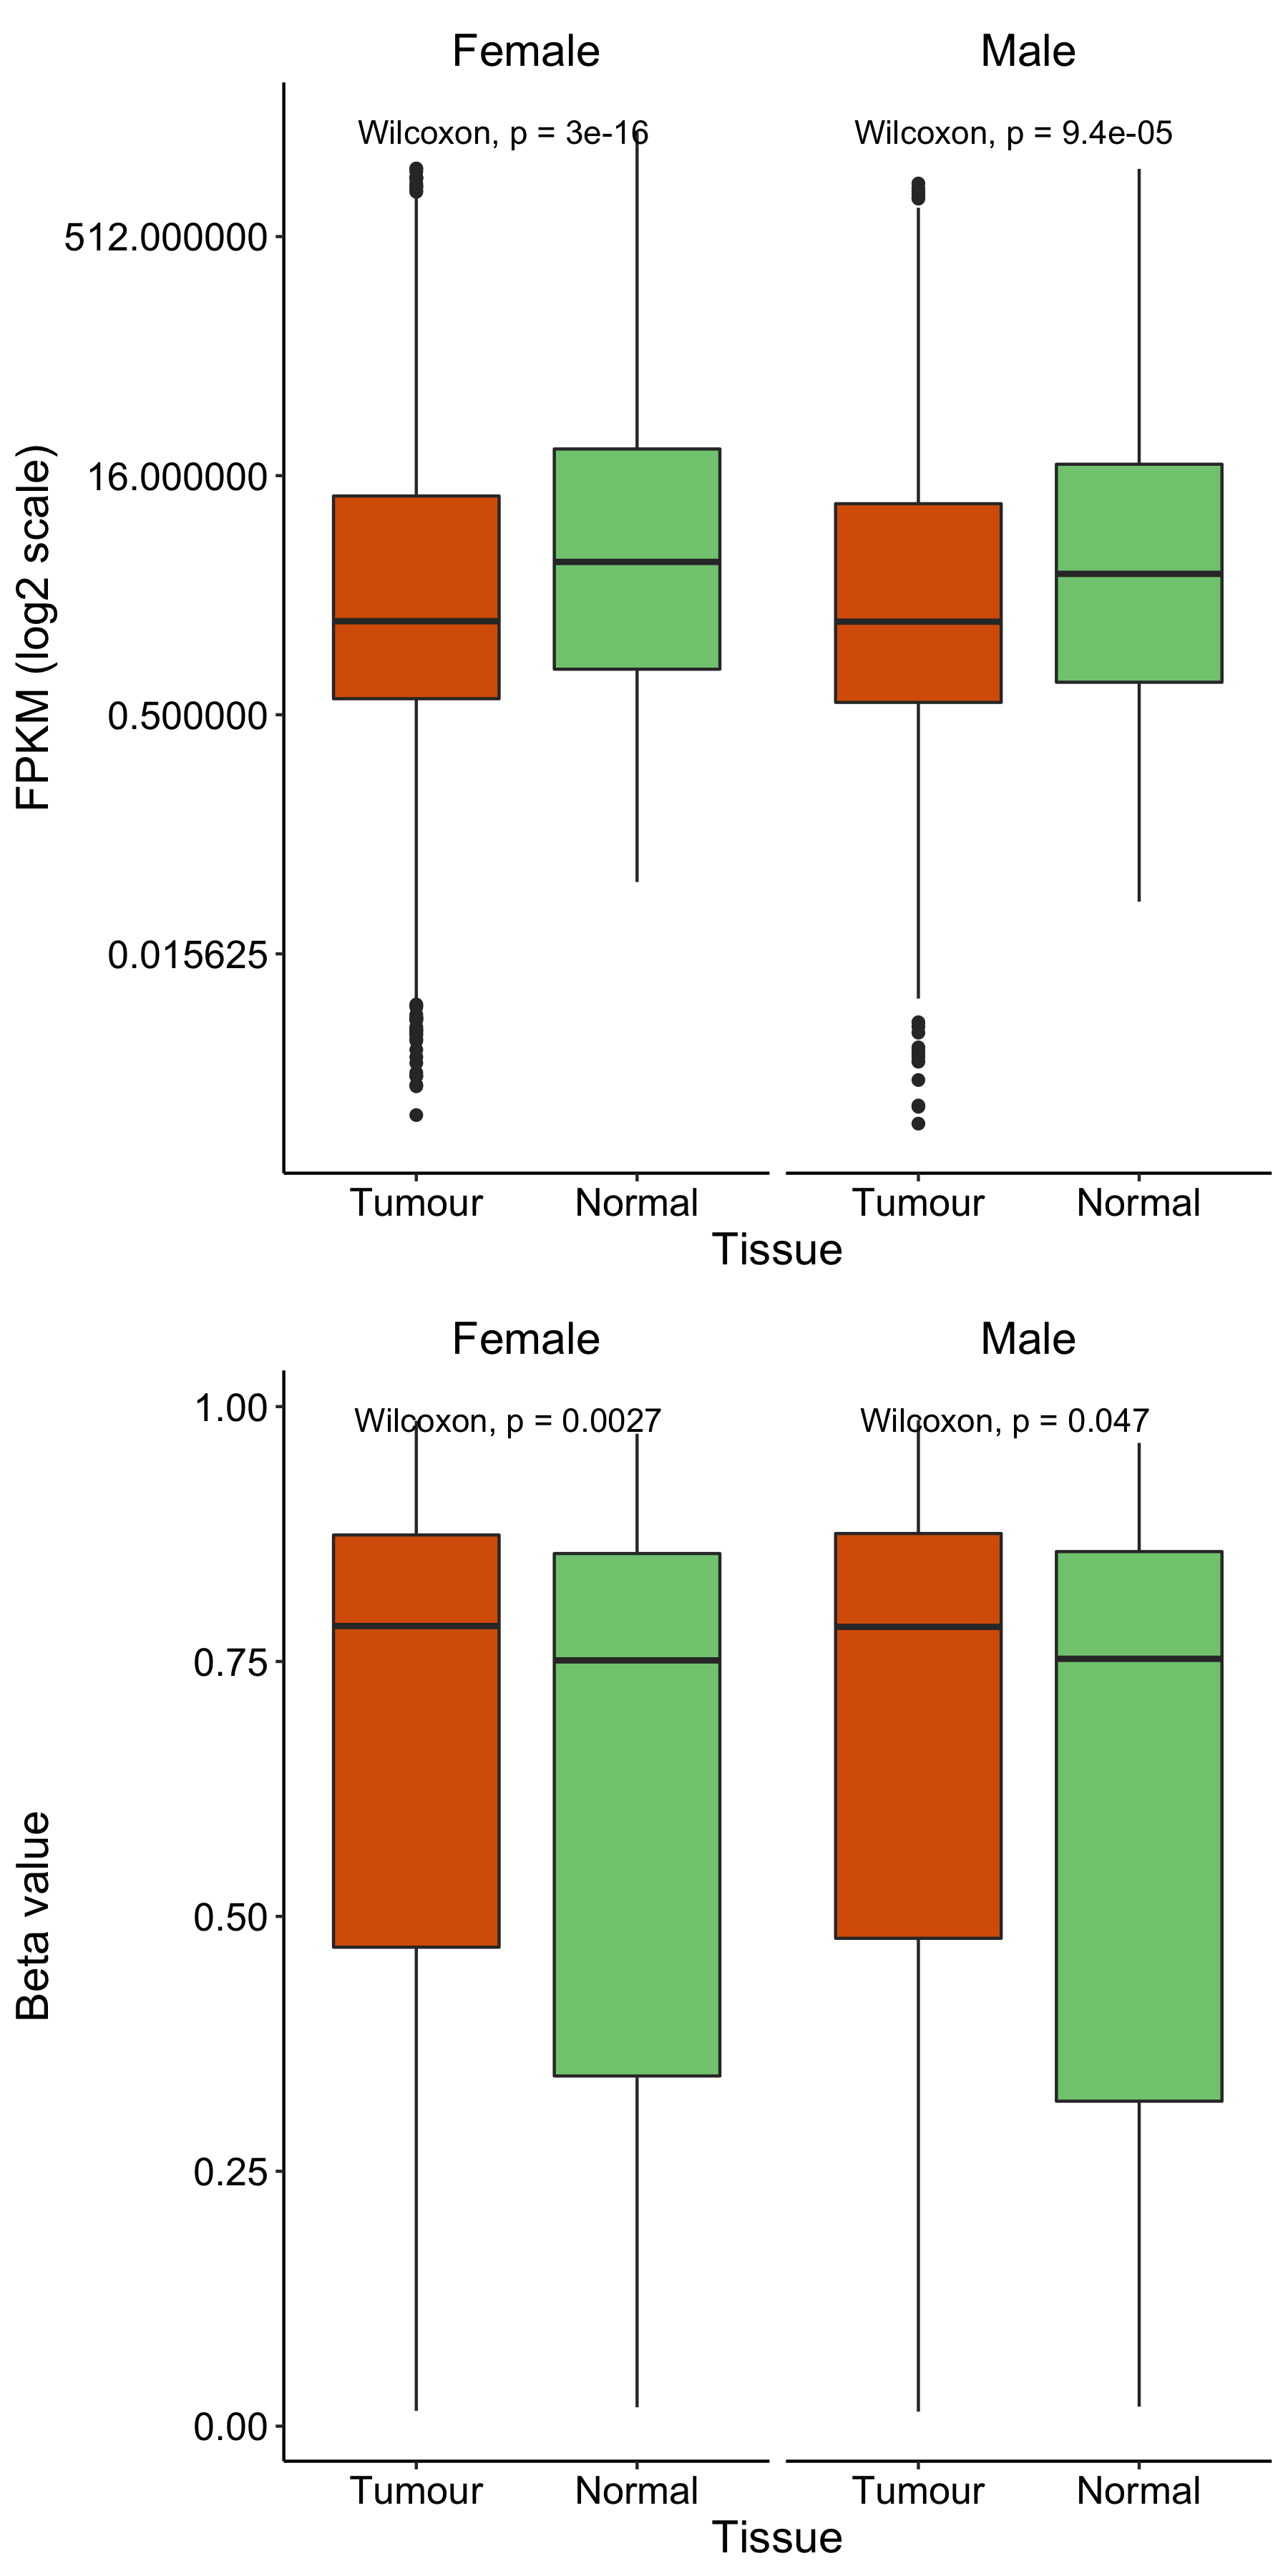 Female Male
Wilcoxon, p = 3e-16 Wilcoxon, p = 9.4e-05
512.000000
16.000000
0.500000
0.015625
FPKM (log2 scale)
Tumour Normal Tumour Normal
Tissue
Female Male
1.00
Wilcoxon, p = 0.0027 Wilcoxon, p = 0.047
0.75
0.50
0.25
0.00
Beta value
Tumour Normal Tumour Normal
Tissue